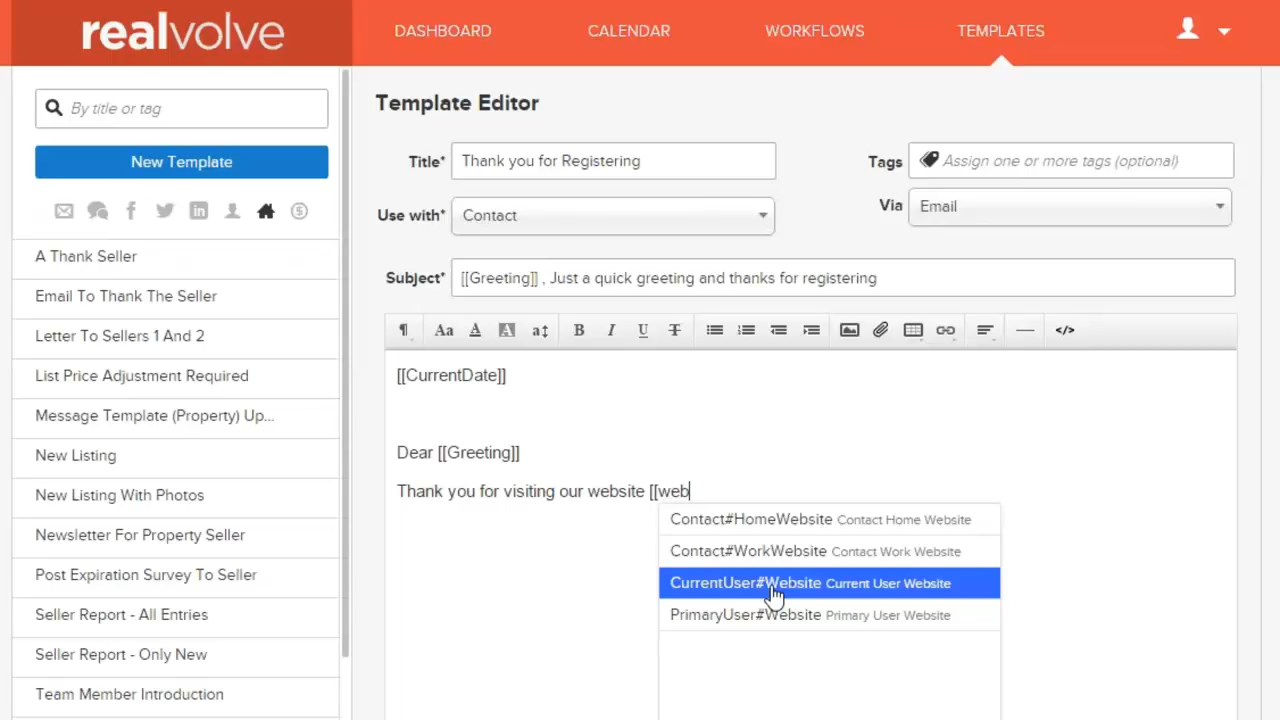 realvolve
DASHBOARD
CALENDAR
WORKFLOWS
TEMPLATES
By title or tag
New Template
A Thank Seller
Email To Thank The Seller
Letter To Sellers 1 And 2
List Price Adjustment Required
Message Template (Property) Up...
New Listing
New Listing With Photos
Newsletter For Property Seller
Post Expiration Survey To Seller
Seller Report - All Entries
Seller Report - Only New
Team Member Introduction
Template Editor
Title* Thank you for Registering
Tags Assign one or more tags (optional)
Use with* Contact
Via Email
Subject* [[Greeting]] , Just a quick greeting and thanks for registering
¶ Aa A A a B I U T </>
[[CurrentDate]]
Dear [[Greeting]]
Thank you for visiting our website [[web
Contact#HomeWebsite Contact Home Website
Contact#WorkWebsite Contact Work Website
CurrentUser#Website Current User Website
PrimaryUser#Website Primary User Website